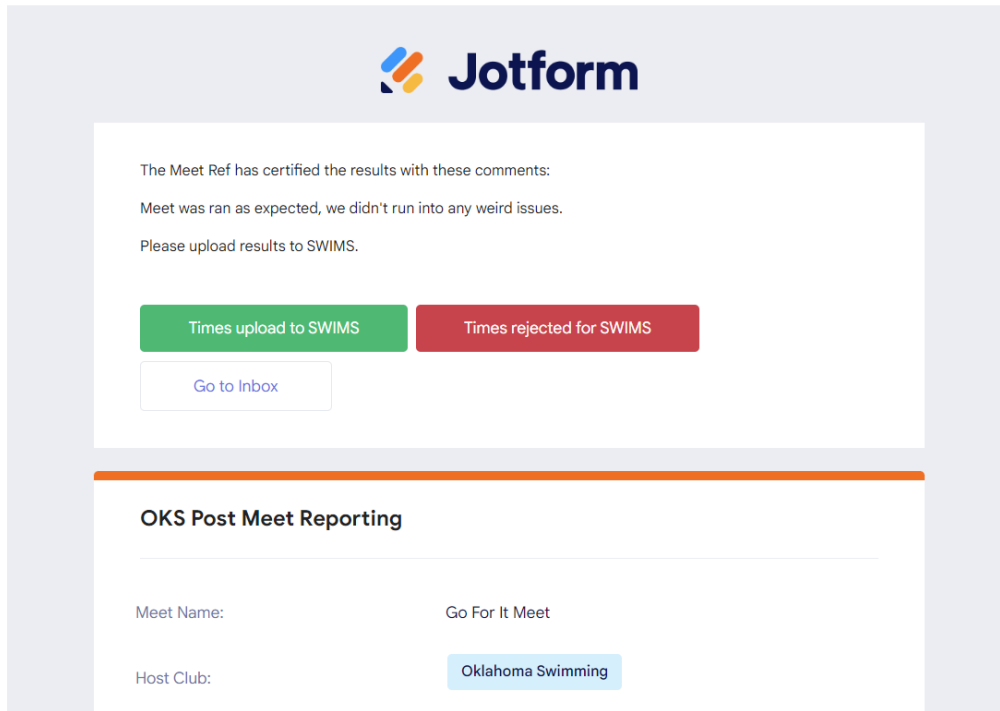 Jotform
The Meet Ref has certified the results with these comments:
Meet was ran as expected, we didn't run into any weird issues.
Please upload results to SWIMS.
Times upload to SWIMS
Times rejected for SWIMS
Go to Inbox
OKS Post Meet Reporting
Meet Name:
Go For It Meet
Host Club:
Oklahoma Swimming